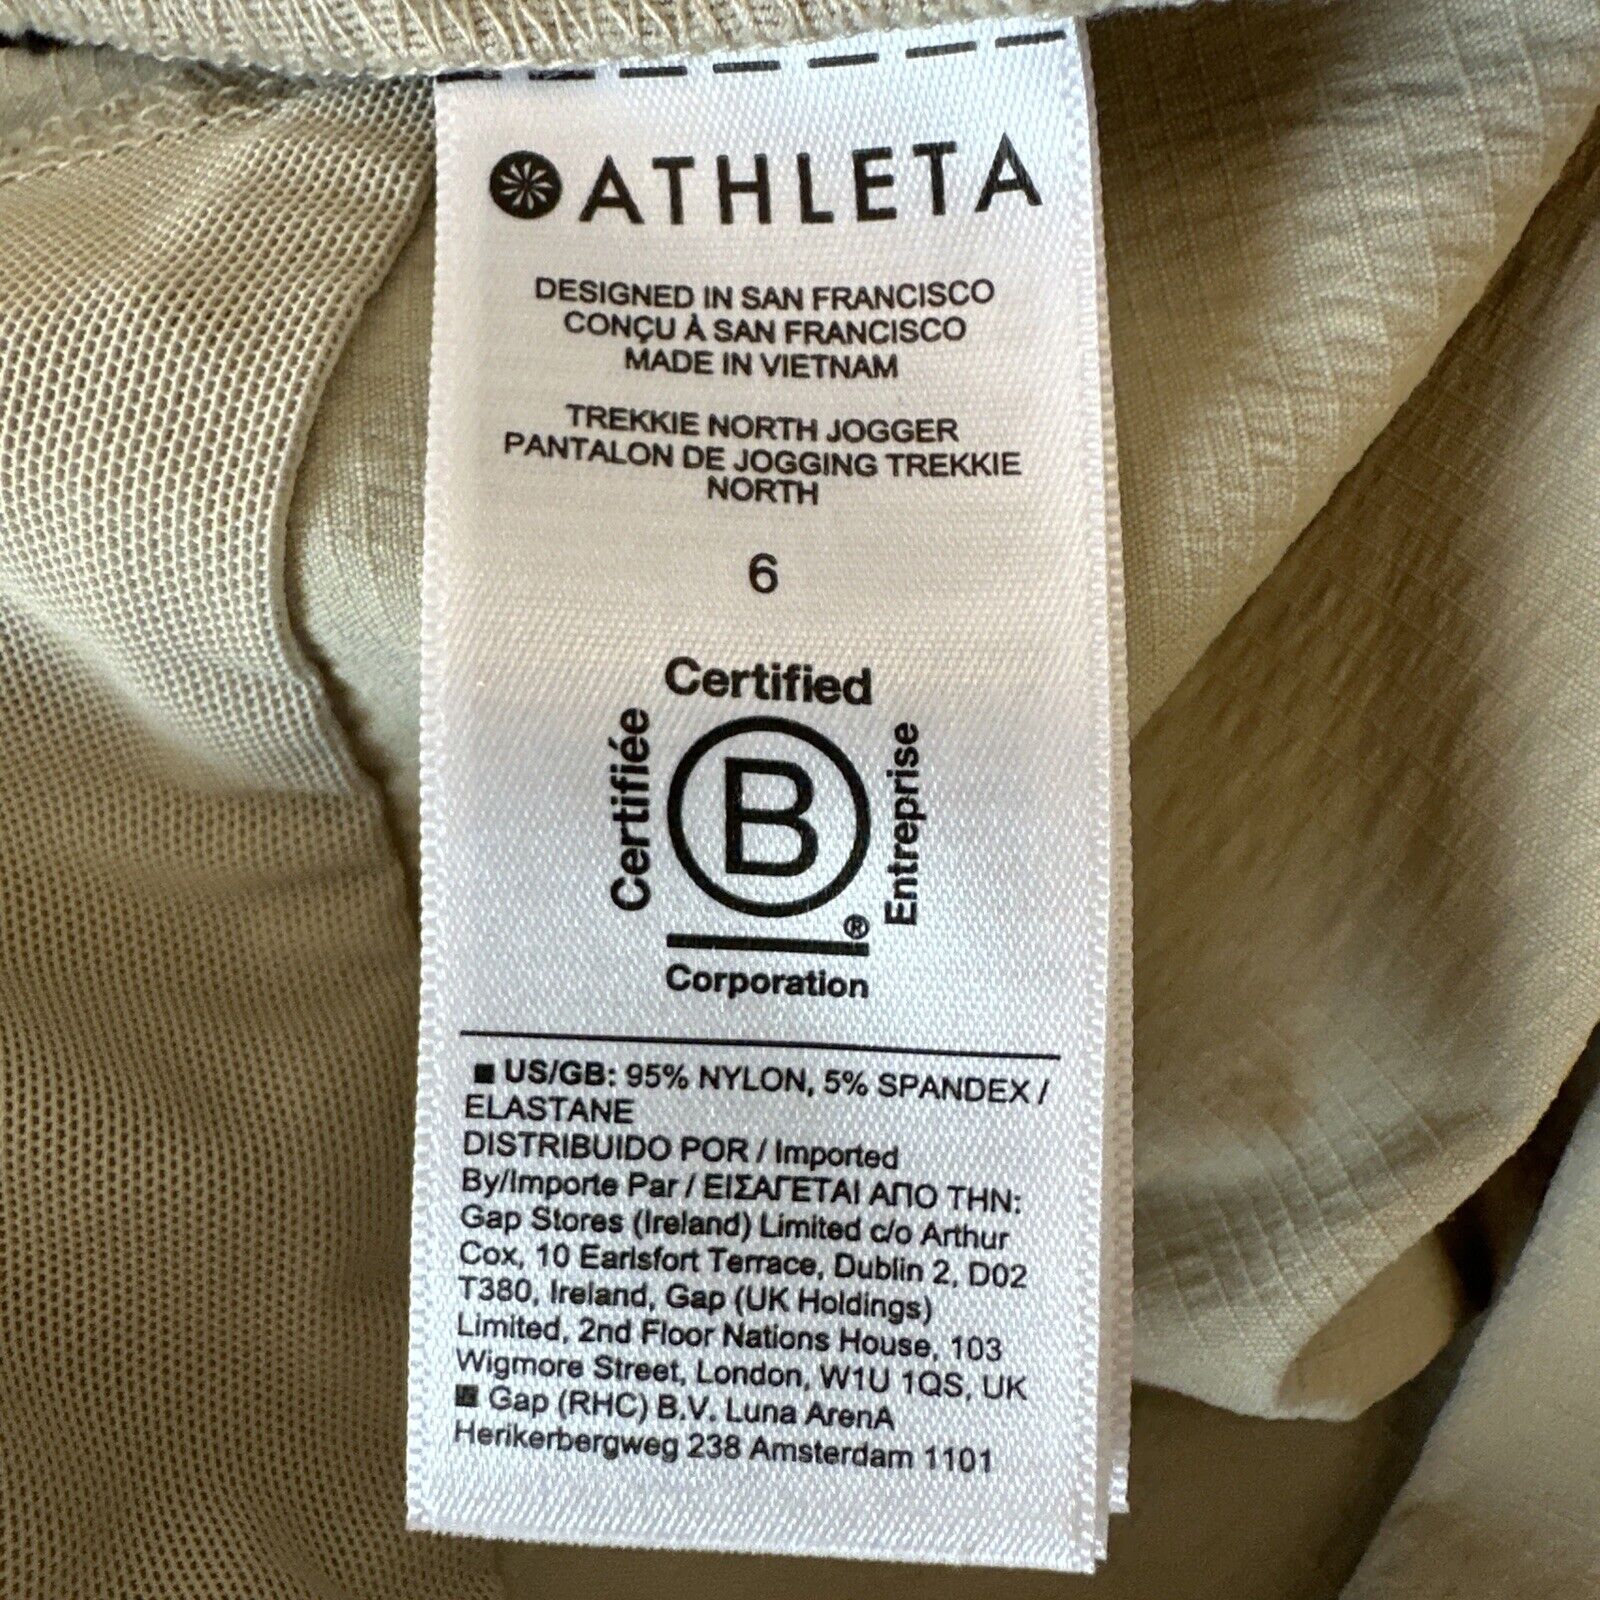 ATHLETA
DESIGNED IN SAN FRANCISCO
CONÇU À SAN FRANCISCO
MADE IN VIETNAM
TREKKIE NORTH JOGGER
PANTALON DE JOGGING TREKKIE
NORTH
6
Certified
Certifiée
B
Entreprise
®
Corporation
US/GB: 95% NYLON, 5% SPANDEX /
ELASTANE
DISTRIBUIDO POR / Imported
By/Importe Par / ΕΙΣΑΓΕΤΑΙ ΑΠΟ ΤΗΝ:
Gap Stores (Ireland) Limited c/o Arthur
Cox, 10 Earlsfort Terrace, Dublin 2, D02
T380, Ireland, Gap (UK Holdings)
Limited, 2nd Floor Nations House, 103
Wigmore Street, London, W1U 1QS, UK
Gap (RHC) B.V. Luna ArenA
Herikerbergweg 238 Amsterdam 1101